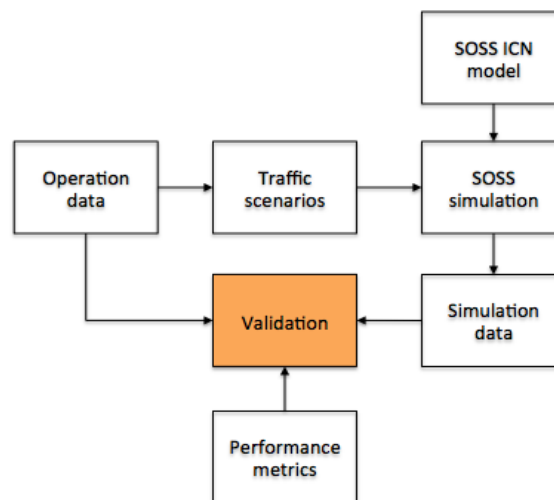 SOSS ICN
model
Operation
data
Traffic
scenarios
SOSS
simulation
Validation
Simulation
data
Performance
metrics